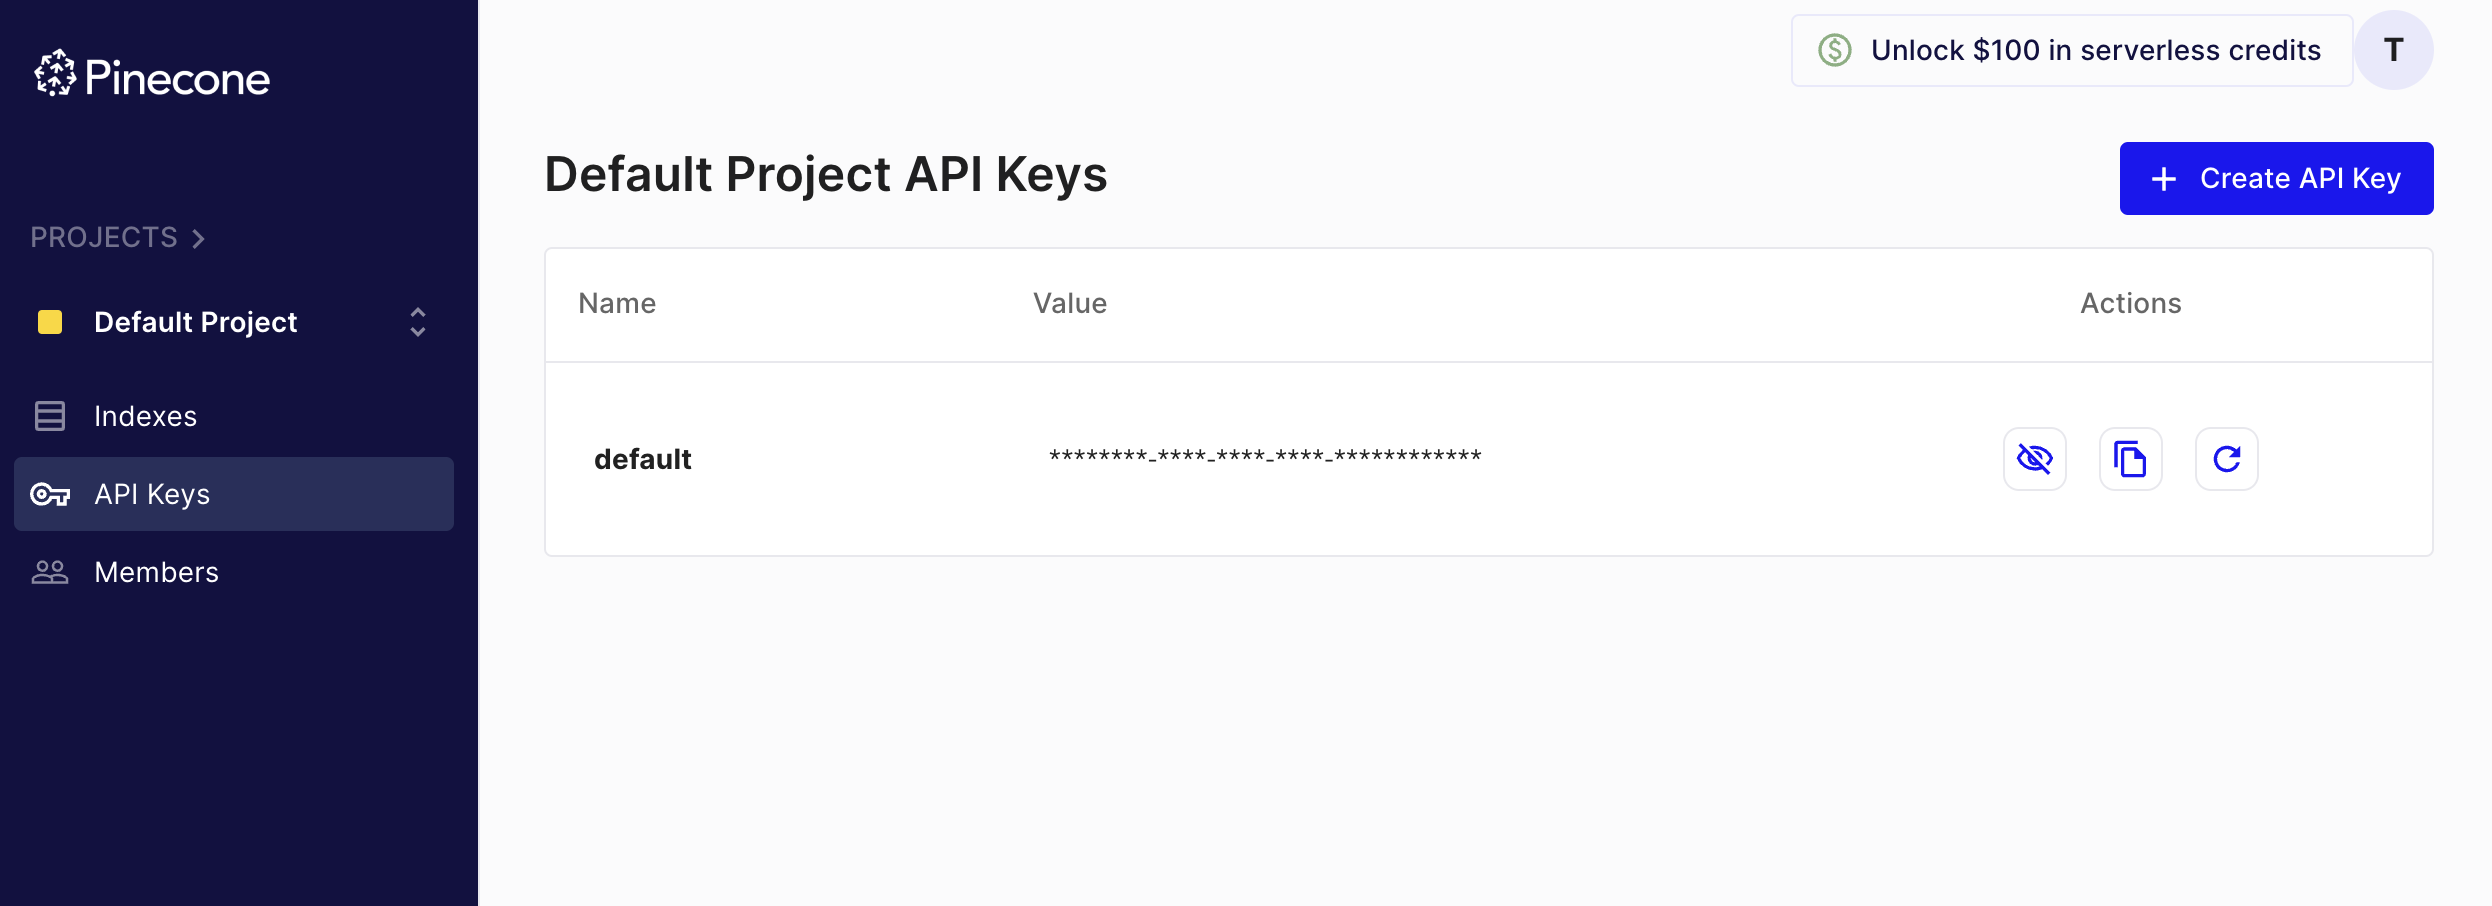 Pinecone
PROJECTS
Default Project
Indexes
API Keys
Members
Unlock $100 in serverless credits
T
Default Project API Keys
Create API Key
Name Value Actions
default ********-****-****-****-************